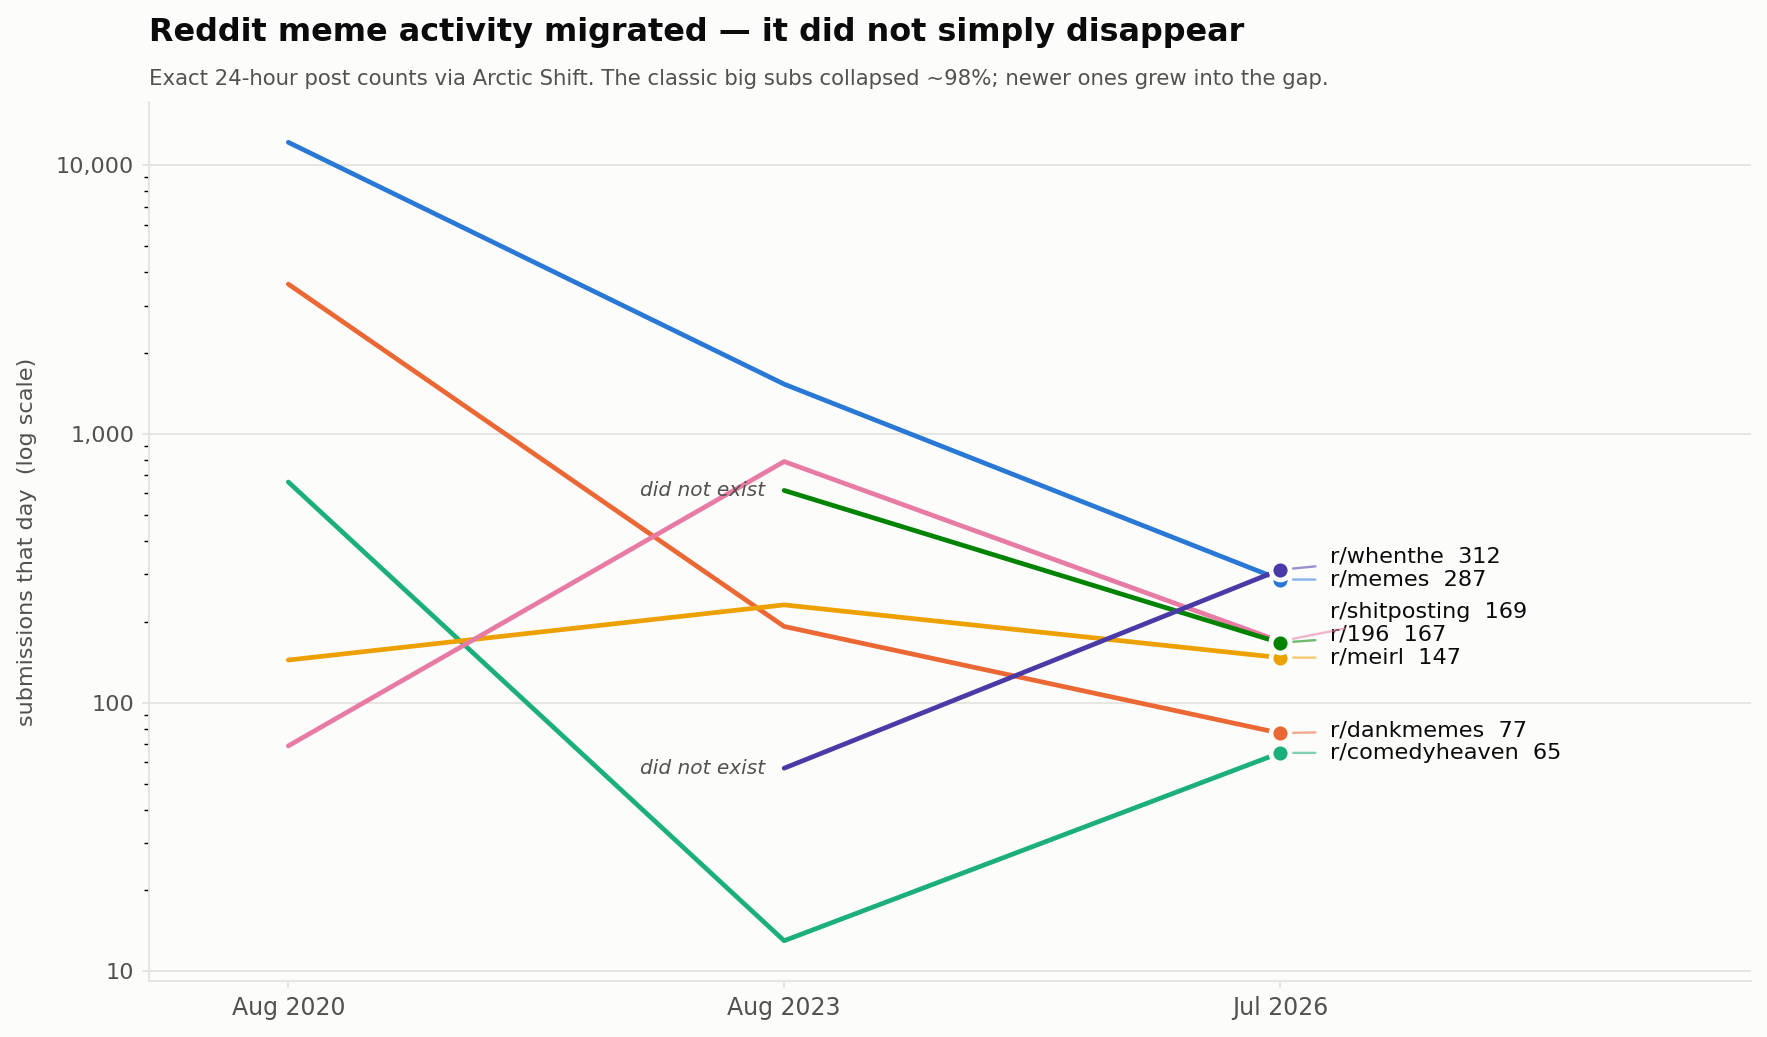 Reddit meme activity migrated — it did not simply disappear
Exact 24-hour post counts via Arctic Shift. The classic big subs collapsed ~98%; newer ones grew into the gap.
submissions that day (log scale)
10,000
1,000
100
10
did not exist
did not exist
r/whenthe 312
r/memes 287
r/shitposting 169
r/196 167
r/meirl 147
r/dankmemes 77
r/comedyheaven 65
Aug 2020
Aug 2023
Jul 2026